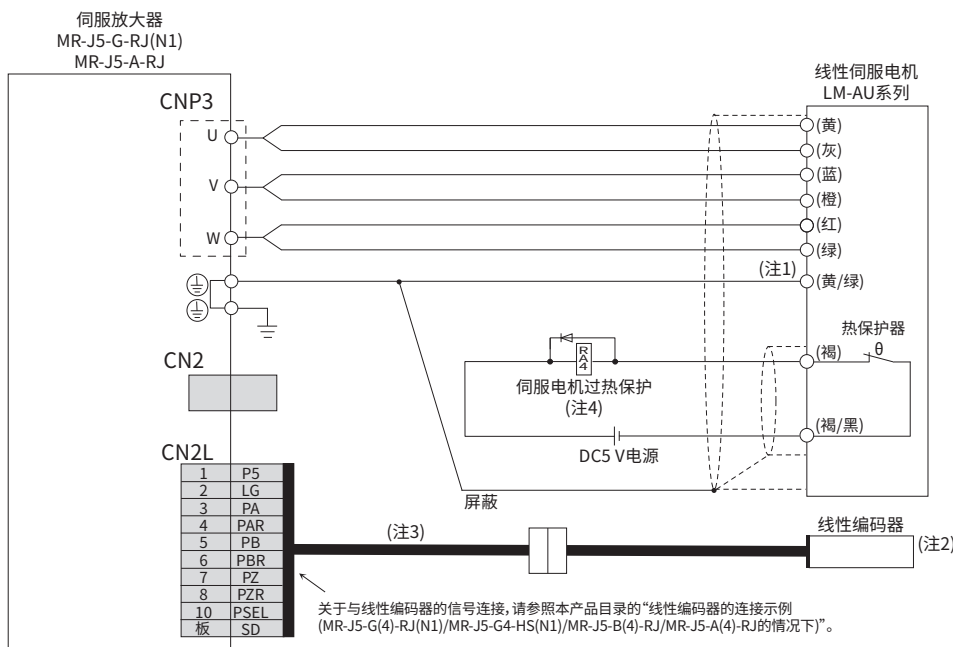 伺服放大器
MR-J5-G-RJ(N1)
MR-J5-A-RJ
线性伺服电机
LM-AU系列
CNP3
U
V
W
(黄)
(灰)
(蓝)
(橙)
(红)
(绿)
(注1)
(黄/绿)
热保护器
θ
(褐)
RA4
伺服电机过热保护
(注4)
(褐/黑)
DC5 V电源
CN2
CN2L
1 P5
2 LG
3 PA
4 PAR
5 PB
6 PBR
7 PZ
8 PZR
10 PSEL
板 SD
屏蔽
(注3)
线性编码器
(注2)
关于与线性编码器的信号连接,请参照本产品目录的“线性编码器的连接示例
(MR-J5-G(4)-RJ(N1)/MR-J5-G4-HS(N1)/MR-J5-B(4)-RJ/MR-J5-A(4)-RJ的情况下)”。